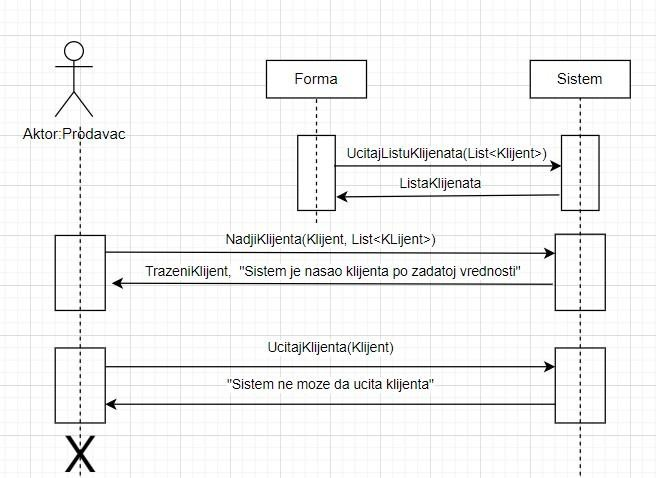 Forma
Sistem
Aktor:Prodavac
UcitajListuKlijenata(List<Klijent>)
ListaKlijenata
NadjiKlijenta(Klijent, List<KLijent>)
TrazeniKlijent, "Sistem je nasao klijenta po zadatoj vrednosti"
UcitajKlijenta(Klijent)
"Sistem ne moze da ucita klijenta"
X